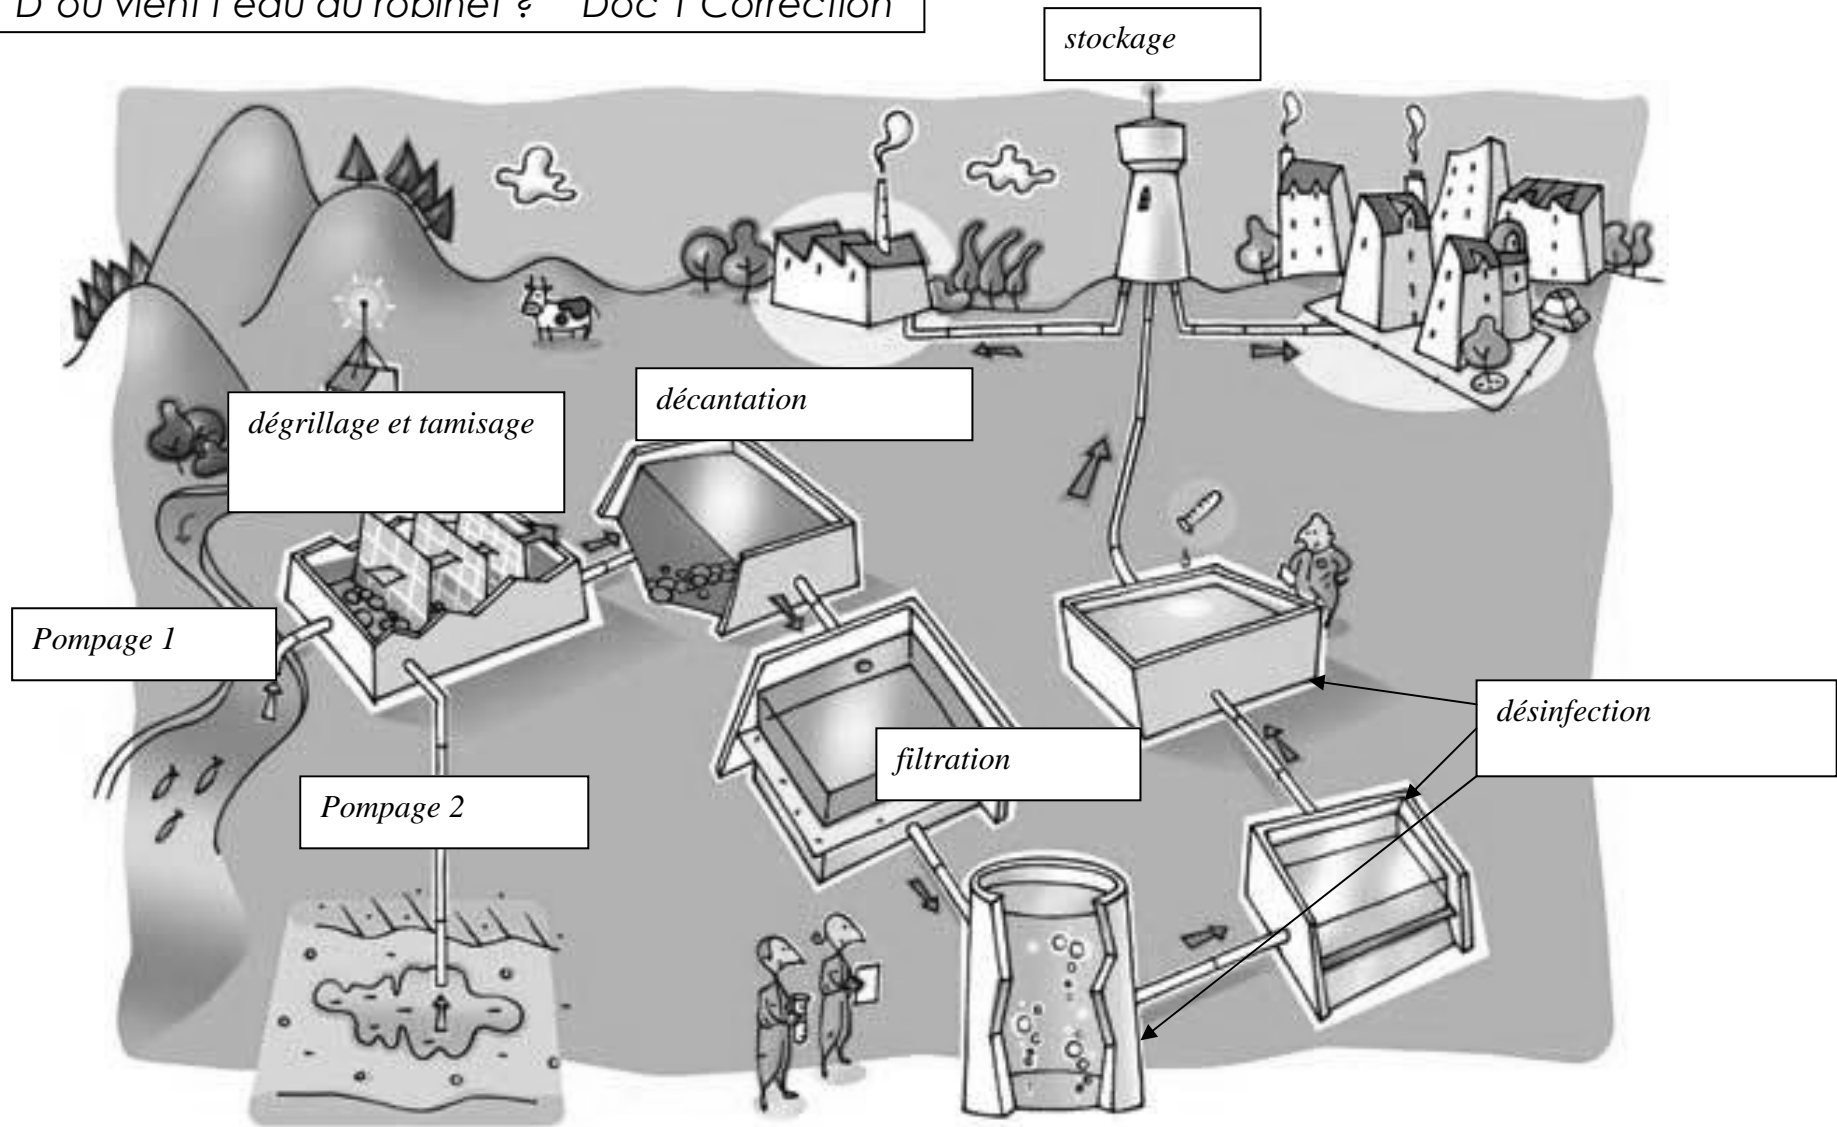 D'où vient l'eau du robinet ? Doc 1 Correction
stockage
décantation
dégrillage et tamisage
Pompage 1
désinfection
filtration
Pompage 2